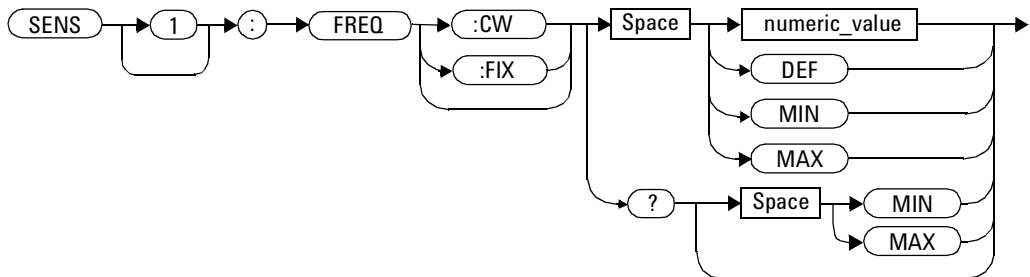 SENS 1 : FREQ :CW Space numeric_value
:FIX DEF
MIN
MAX
? Space MIN
MAX